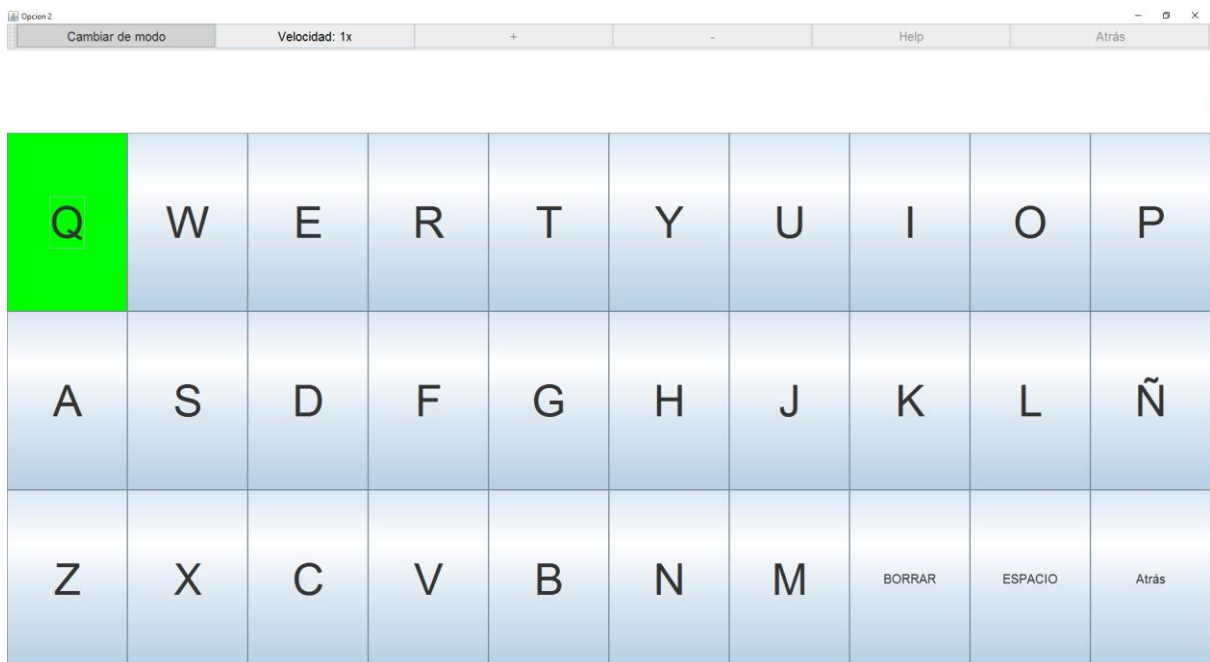 Opcion 2
Cambiar de modo Velocidad: 1x + - Help Atrás
Q W E R T Y U I O P
A S D F G H J K L Ñ
Z X C V B N M BORRAR ESPACIO Atrás